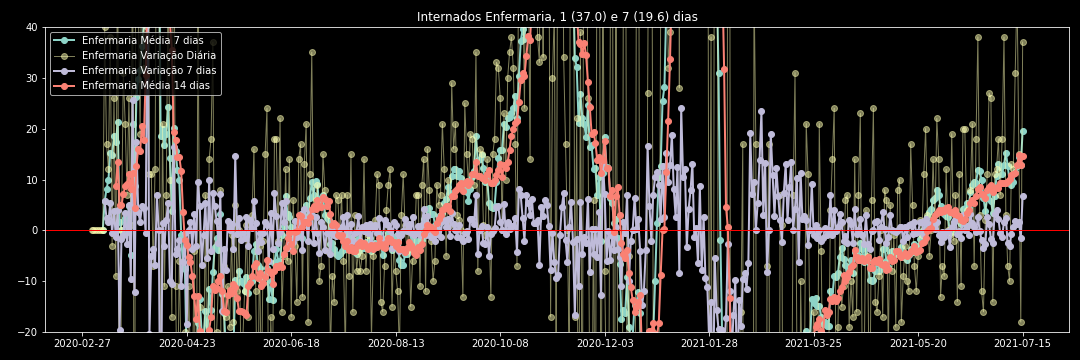 Internados Enfermaria, 1 (37.0) e 7 (19.6) dias
40
30
20
10
0
−10
−20
Enfermaria Média 7 dias
Enfermaria Variação Diária
Enfermaria Variação 7 dias
Enfermaria Média 14 dias
2020-02-27 2020-04-23 2020-06-18 2020-08-13 2020-10-08 2020-12-03 2021-01-28 2021-03-25 2021-05-20 2021-07-15